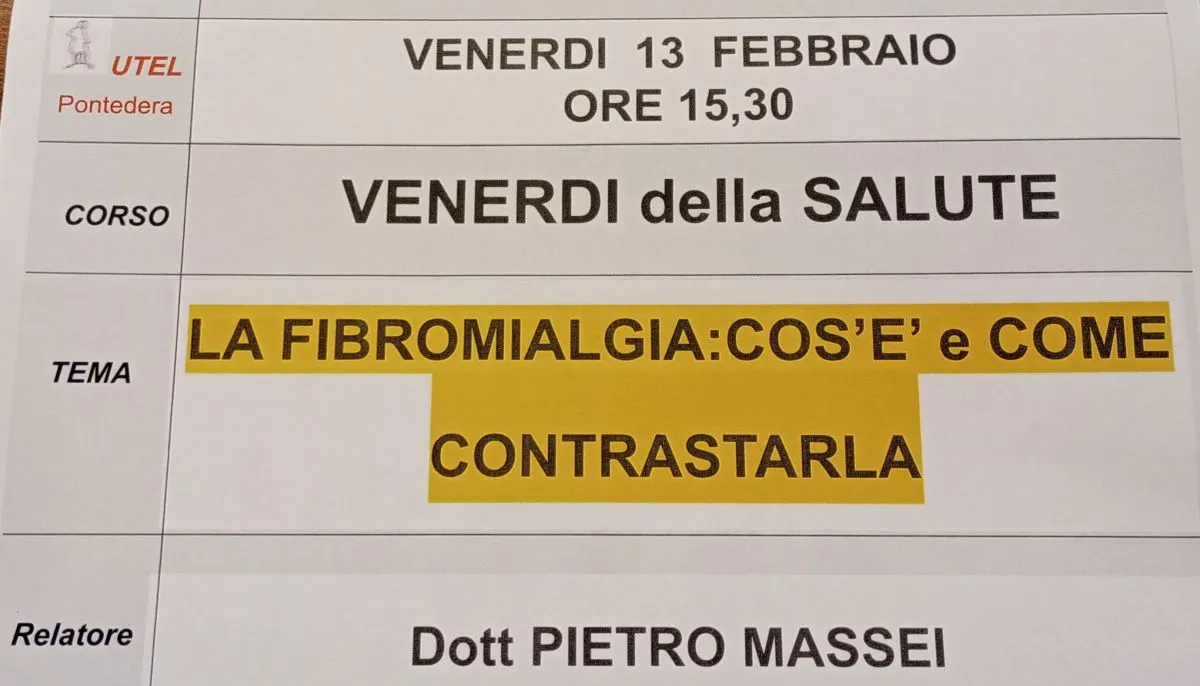 UTEL
Pontedera
VENERDI 13 FEBBRAIO
ORE 15,30
CORSO
VENERDI della SALUTE
TEMA
LA FIBROMIALGIA:COS’E’ e COME
CONTRASTARLA
Relatore
Dott PIETRO MASSEI